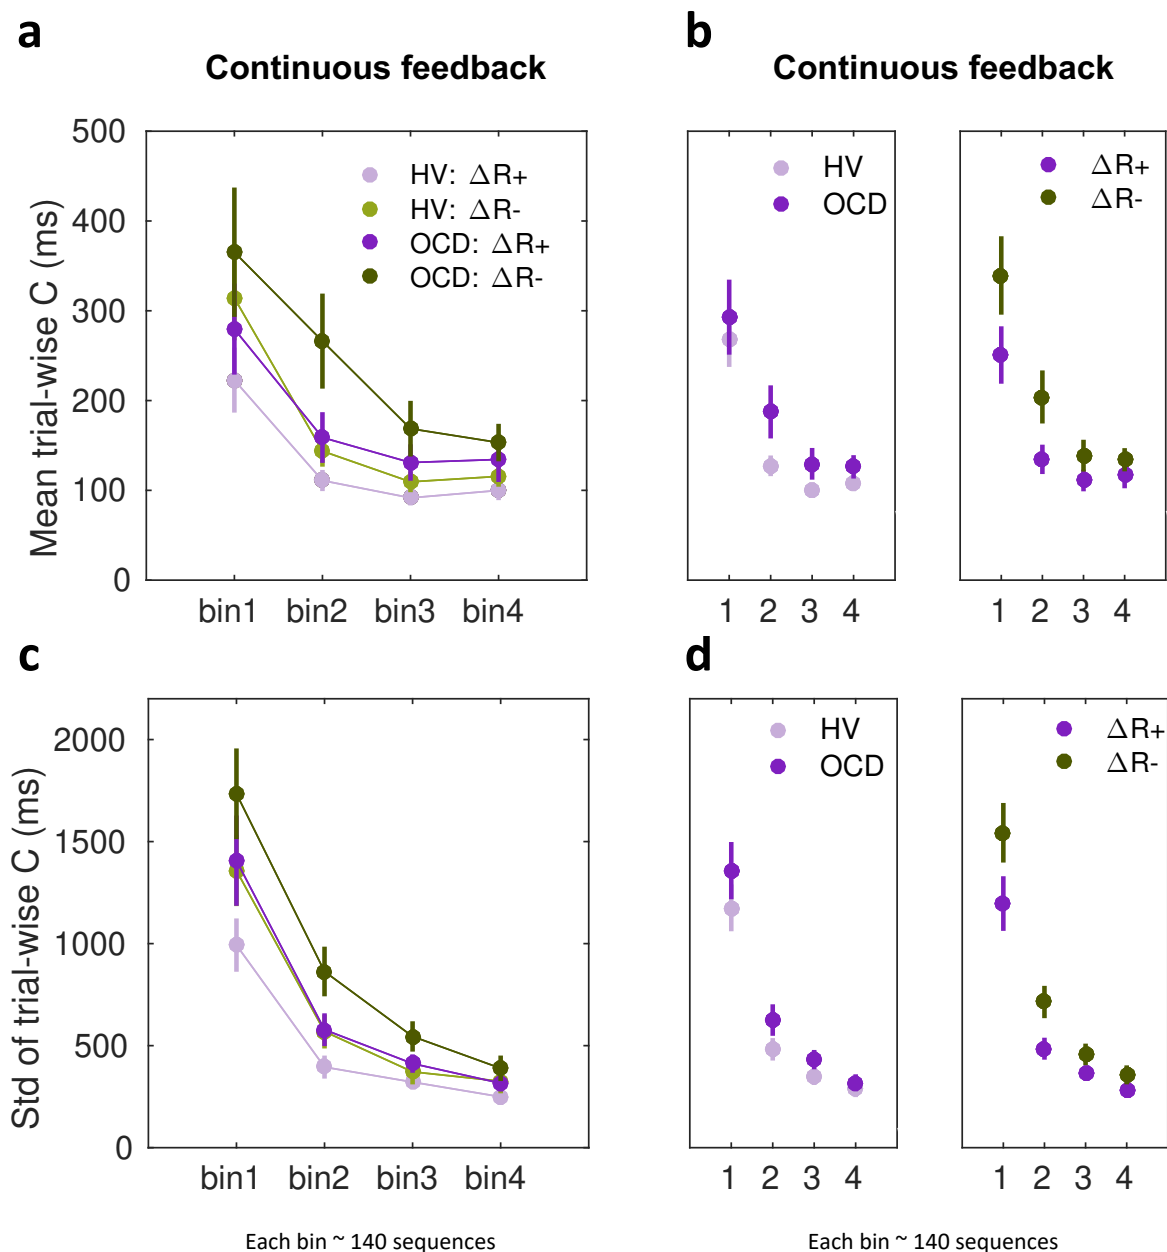 a
Continuous feedback
Mean trial-wise C (ms)
500
400
300
200
100
0
HV: ΔR+
HV: ΔR-
OCD: ΔR+
OCD: ΔR-
bin1 bin2 bin3 bin4
b
Continuous feedback
HV
OCD
1 2 3 4
ΔR+
ΔR-
1 2 3 4
c
Std of trial-wise C (ms)
2000
1500
1000
500
0
bin1 bin2 bin3 bin4
Each bin ~ 140 sequences
d
HV
OCD
1 2 3 4
ΔR+
ΔR-
1 2 3 4
Each bin ~ 140 sequences